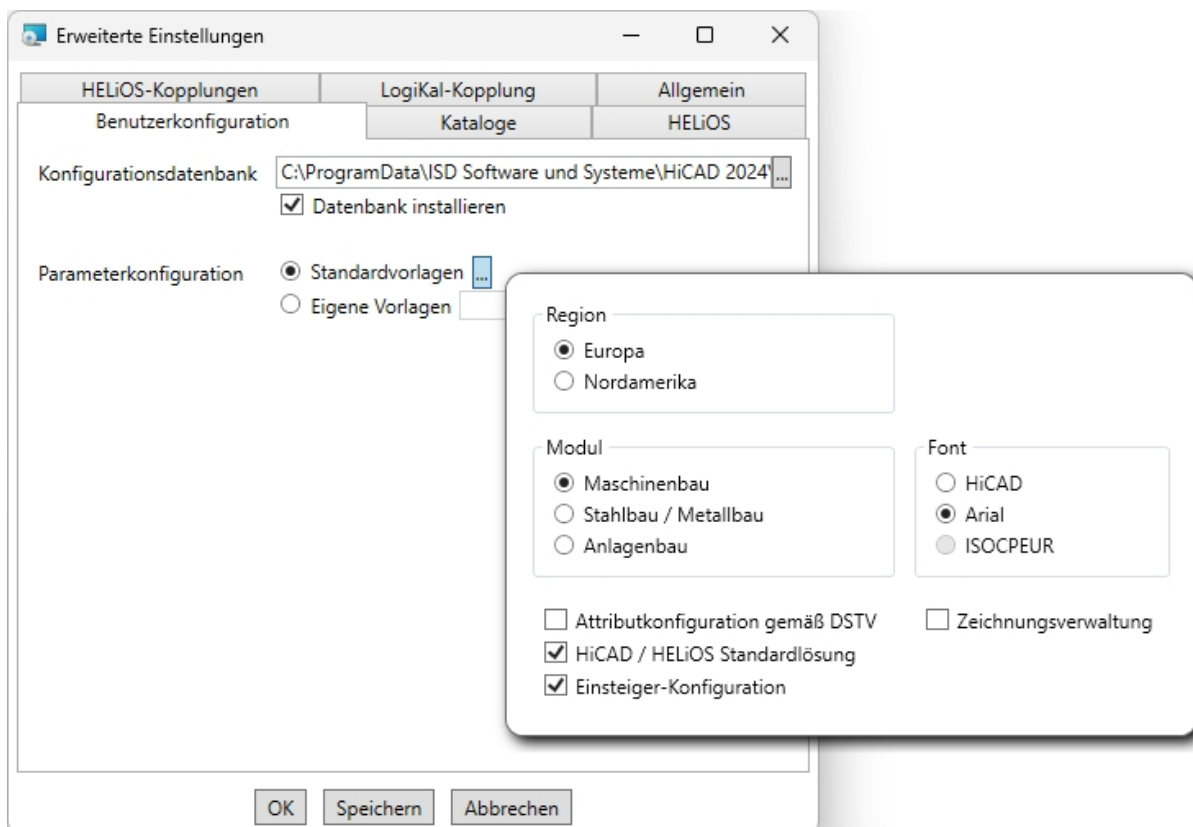 Erweiterte Einstellungen
HELiOS-Kopplungen LogiKal-Kopplung Allgemein
Benutzerkonfiguration Kataloge HELiOS
Konfigurationsdatenbank C:\ProgramData\ISD Software und Systeme\HiCAD 2024\ ...
Datenbank installieren
Parameterkonfiguration Standardvorlagen ...
Eigene Vorlagen
Region
Europa
Nordamerika
Modul Font
Maschinenbau HiCAD
Stahlbau / Metallbau Arial
Anlagenbau ISOCPEUR
Attributkonfiguration gemäß DSTV Zeichnungsverwaltung
HiCAD / HELiOS Standardlösung
Einsteiger-Konfiguration
OK Speichern Abbrechen